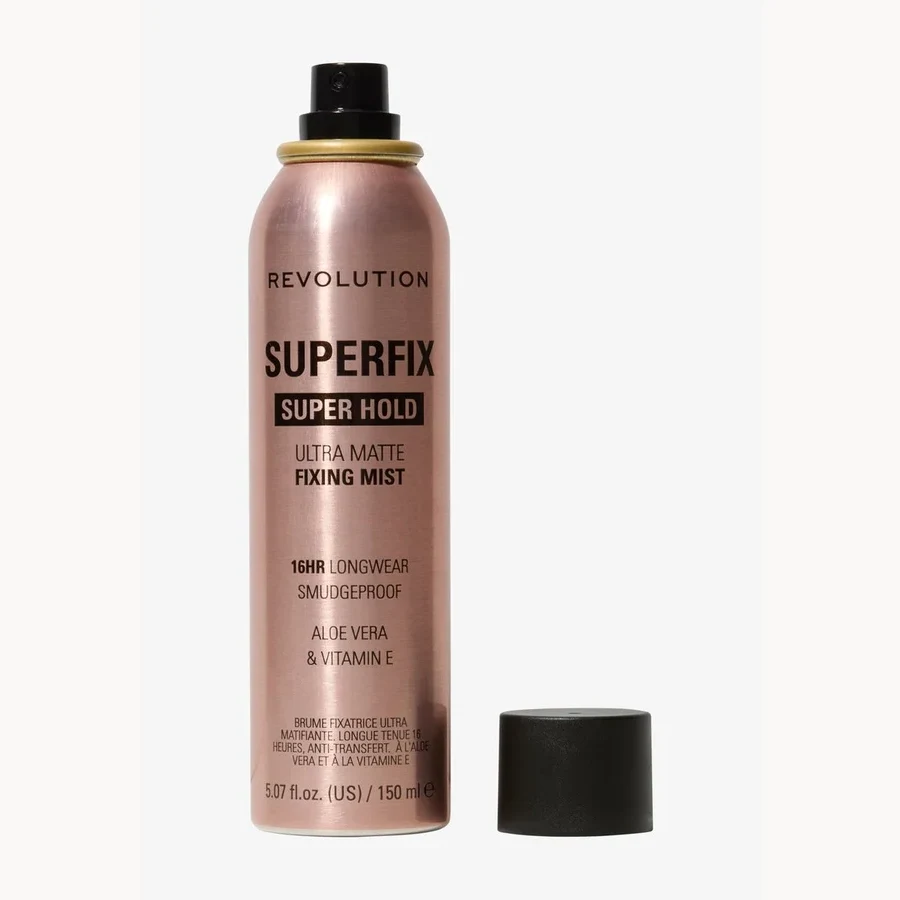 REVOLUTION
SUPERFIX
SUPER HOLD
ULTRA MATTE
FIXING MIST
16HR LONGWEAR
SMUDGEPROOF
ALOE VERA
& VITAMIN E
BRUME FIXATRICE ULTRA
MATIFIANTE, LONGUE TENUE 16
HEURES, ANTI-TRANSFERT. À L'ALOE
VERA ET À LA VITAMINE E
5.07 fl.oz. (US) / 150 ml ℮